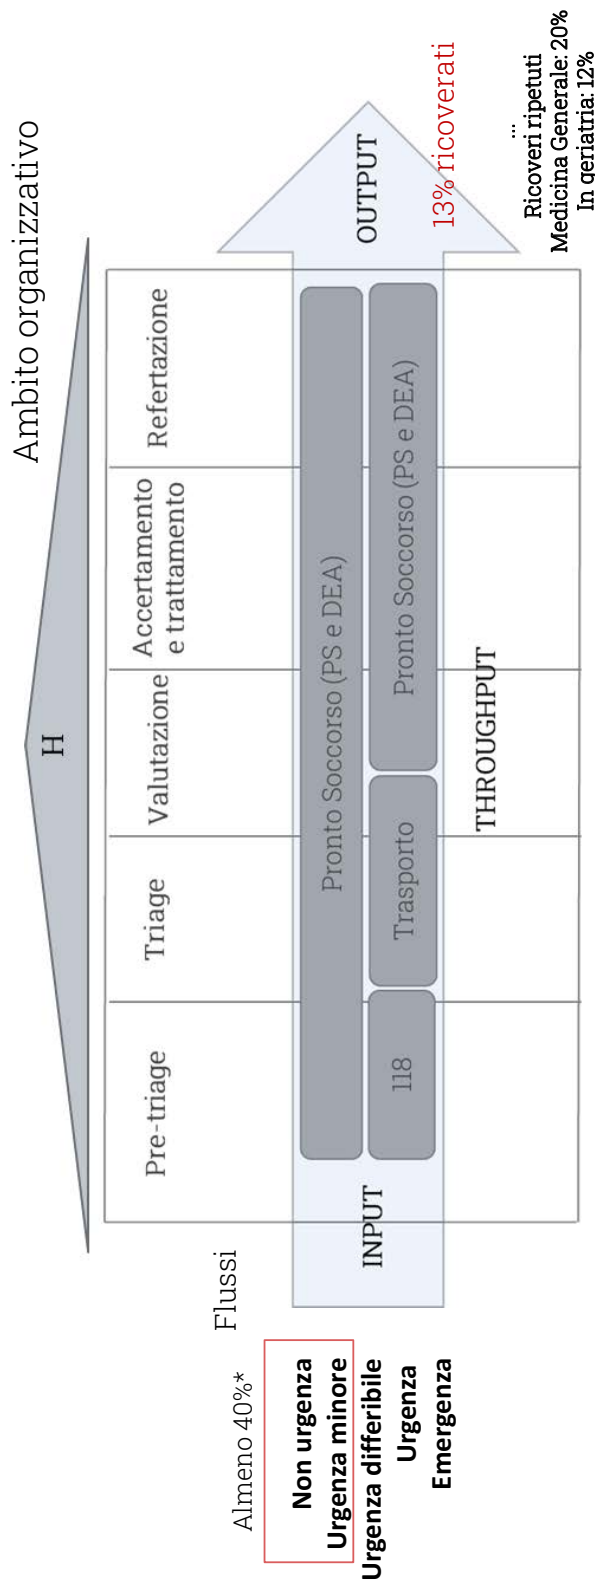 Ambito organizzativo
H
Pre-triage
Triage
Valutazione
Accertamento
e trattamento
Refertazione
Flussi
Almeno 40%*
Non urgenza
Urgenza minore
Urgenza differibile
Urgenza
Emergenza
INPUT
Pronto Soccorso (PS e DEA)
118
Trasporto
Pronto Soccorso (PS e DEA)
THROUGHPUT
OUTPUT
13% ricoverati
...
Ricoveri ripetuti
Medicina Generale: 20%
In geriatria: 12%